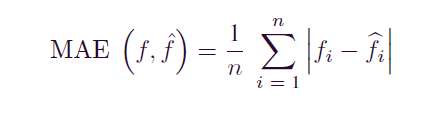 MAE (f, f̂) = 1/n ∑_{i = 1}^{n} |f_i − f̂_i|